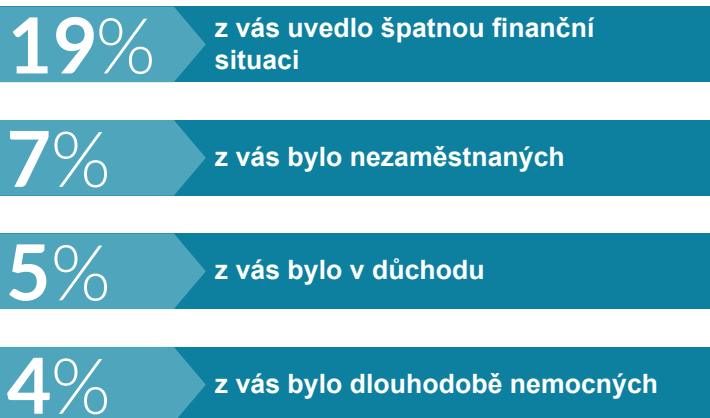 19%
z vás uvedlo špatnou finanční
situaci
7%
z vás bylo nezaměstnaných
5%
z vás bylo v důchodu
4%
z vás bylo dlouhodobě nemocných